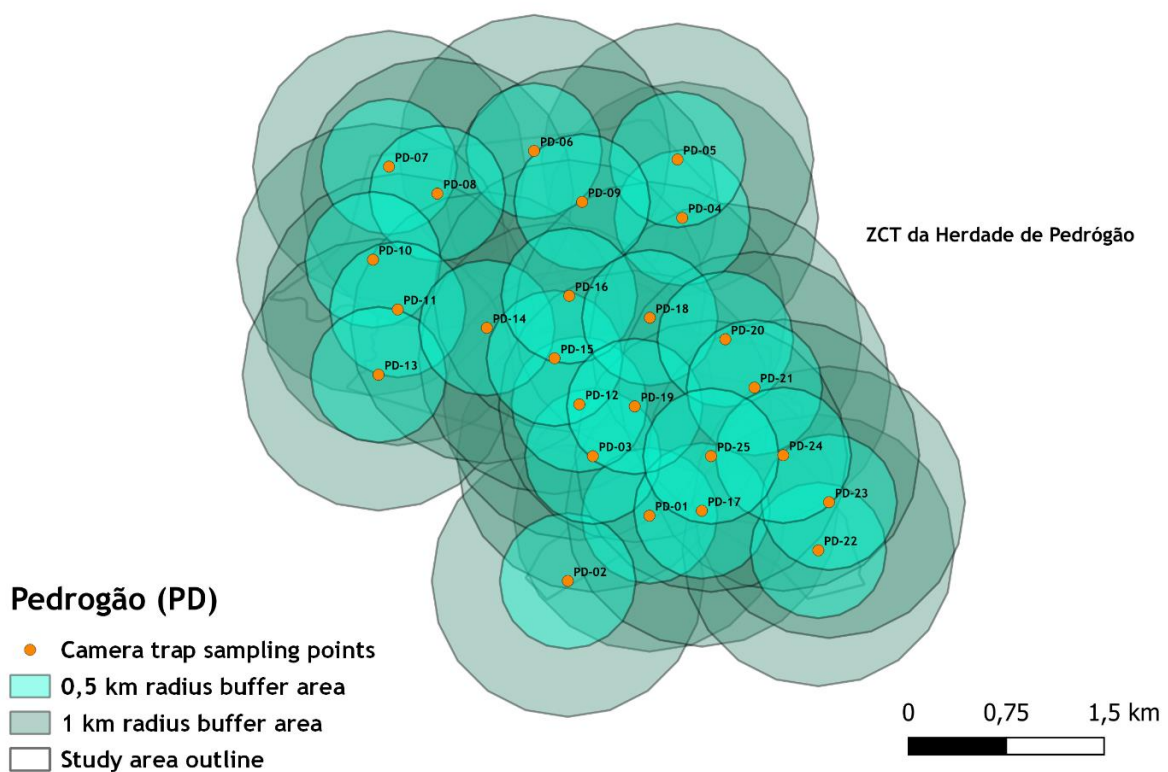 PD-06
PD-05
PD-07
PD-08
PD-09
PD-04
ZCT da Herdade de Pedrógão
PD-10
PD-16
PD-11
PD-18
PD-14
PD-20
PD-15
PD-13
PD-21
PD-12
PD-19
PD-03
PD-25
PD-24
PD-23
PD-01
PD-17
PD-22
PD-02
Pedrogão (PD)
Camera trap sampling points
0,5 km radius buffer area
1 km radius buffer area
Study area outline
0 0,75 1,5 km